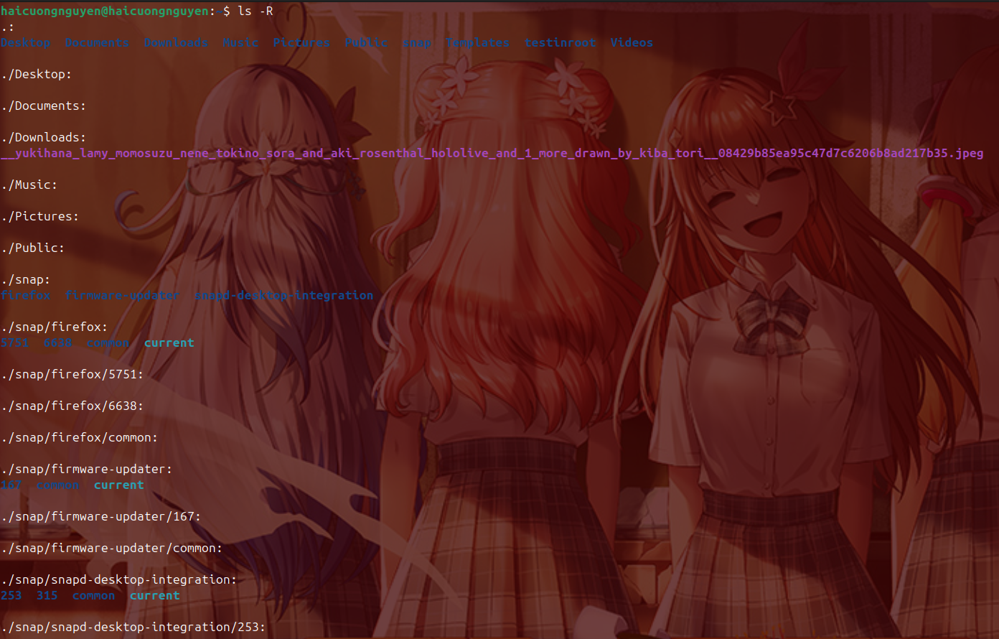 haicuongnguyen@haicuongnguyen:~$ ls -R
.:
Desktop  Documents  Downloads  Music  Pictures  Public  snap  Templates  testinroot  Videos
./Desktop:
./Documents:
./Downloads:
__yukihana_lamy_momosuzu_nene_tokino_sora_and_aki_rosenthal_hololive_and_1_more_drawn_by_kiba_tori__08429b85ea95c47d7c6206b8ad217b35.jpeg
./Music:
./Pictures:
./Public:
./snap:
firefox  firmware-updater  snapd-desktop-integration
./snap/firefox:
5751  6638  common  current
./snap/firefox/5751:
./snap/firefox/6638:
./snap/firefox/common:
./snap/firmware-updater:
167  common  current
./snap/firmware-updater/167:
./snap/firmware-updater/common:
./snap/snapd-desktop-integration:
253  315  common  current
./snap/snapd-desktop-integration/253: